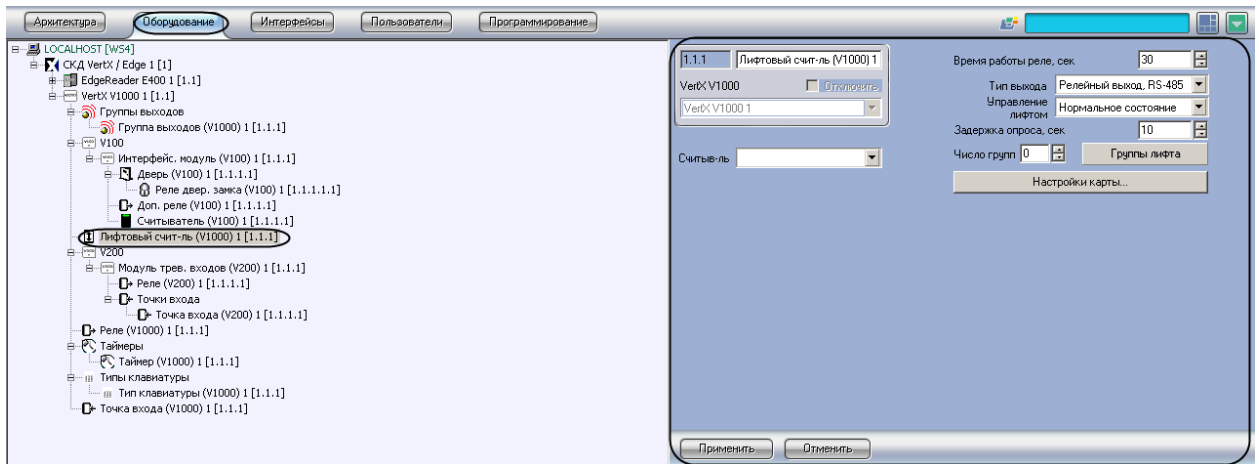 Архитектура Оборудование Интерфейсы Пользователи Программирование
LOCALHOST [WS4]
СКД VertX / Edge 1 [1]
EdgeReader E400 1 [1.1]
VertX V1000 1 [1.1]
Группы выходов
Группа выходов (V1000) 1 [1.1.1]
V100
Интерфейс. модуль (V100) 1 [1.1.1]
Дверь (V100) 1 [1.1.1.1]
Реле двер. замка (V100) 1 [1.1.1.1.1]
Доп. реле (V100) 1 [1.1.1.1]
Считыватель (V100) 1 [1.1.1.1]
Лифтовый счит-ль (V1000) 1 [1.1.1]
V200
Модуль трев. входов (V200) 1 [1.1.1]
Реле (V200) 1 [1.1.1.1]
Точки входа
Точка входа (V200) 1 [1.1.1.1]
Реле (V1000) 1 [1.1.1]
Таймеры
Таймер (V1000) 1 [1.1.1]
Типы клавиатуры
Тип клавиатуры (V1000) 1 [1.1.1]
Точка входа (V1000) 1 [1.1.1]
1.1.1 Лифтовый счит-ль (V1000) 1
VertX V1000 Отключить
VertX V1000 1
Считыв-ль
Время работы реле, сек 30
Тип выхода Релейный выход, RS-485
Управление лифтом Нормальное состояние
Задержка опроса, сек 10
Число групп 0 Группы лифта
Настройки карты...
Применить Отменить